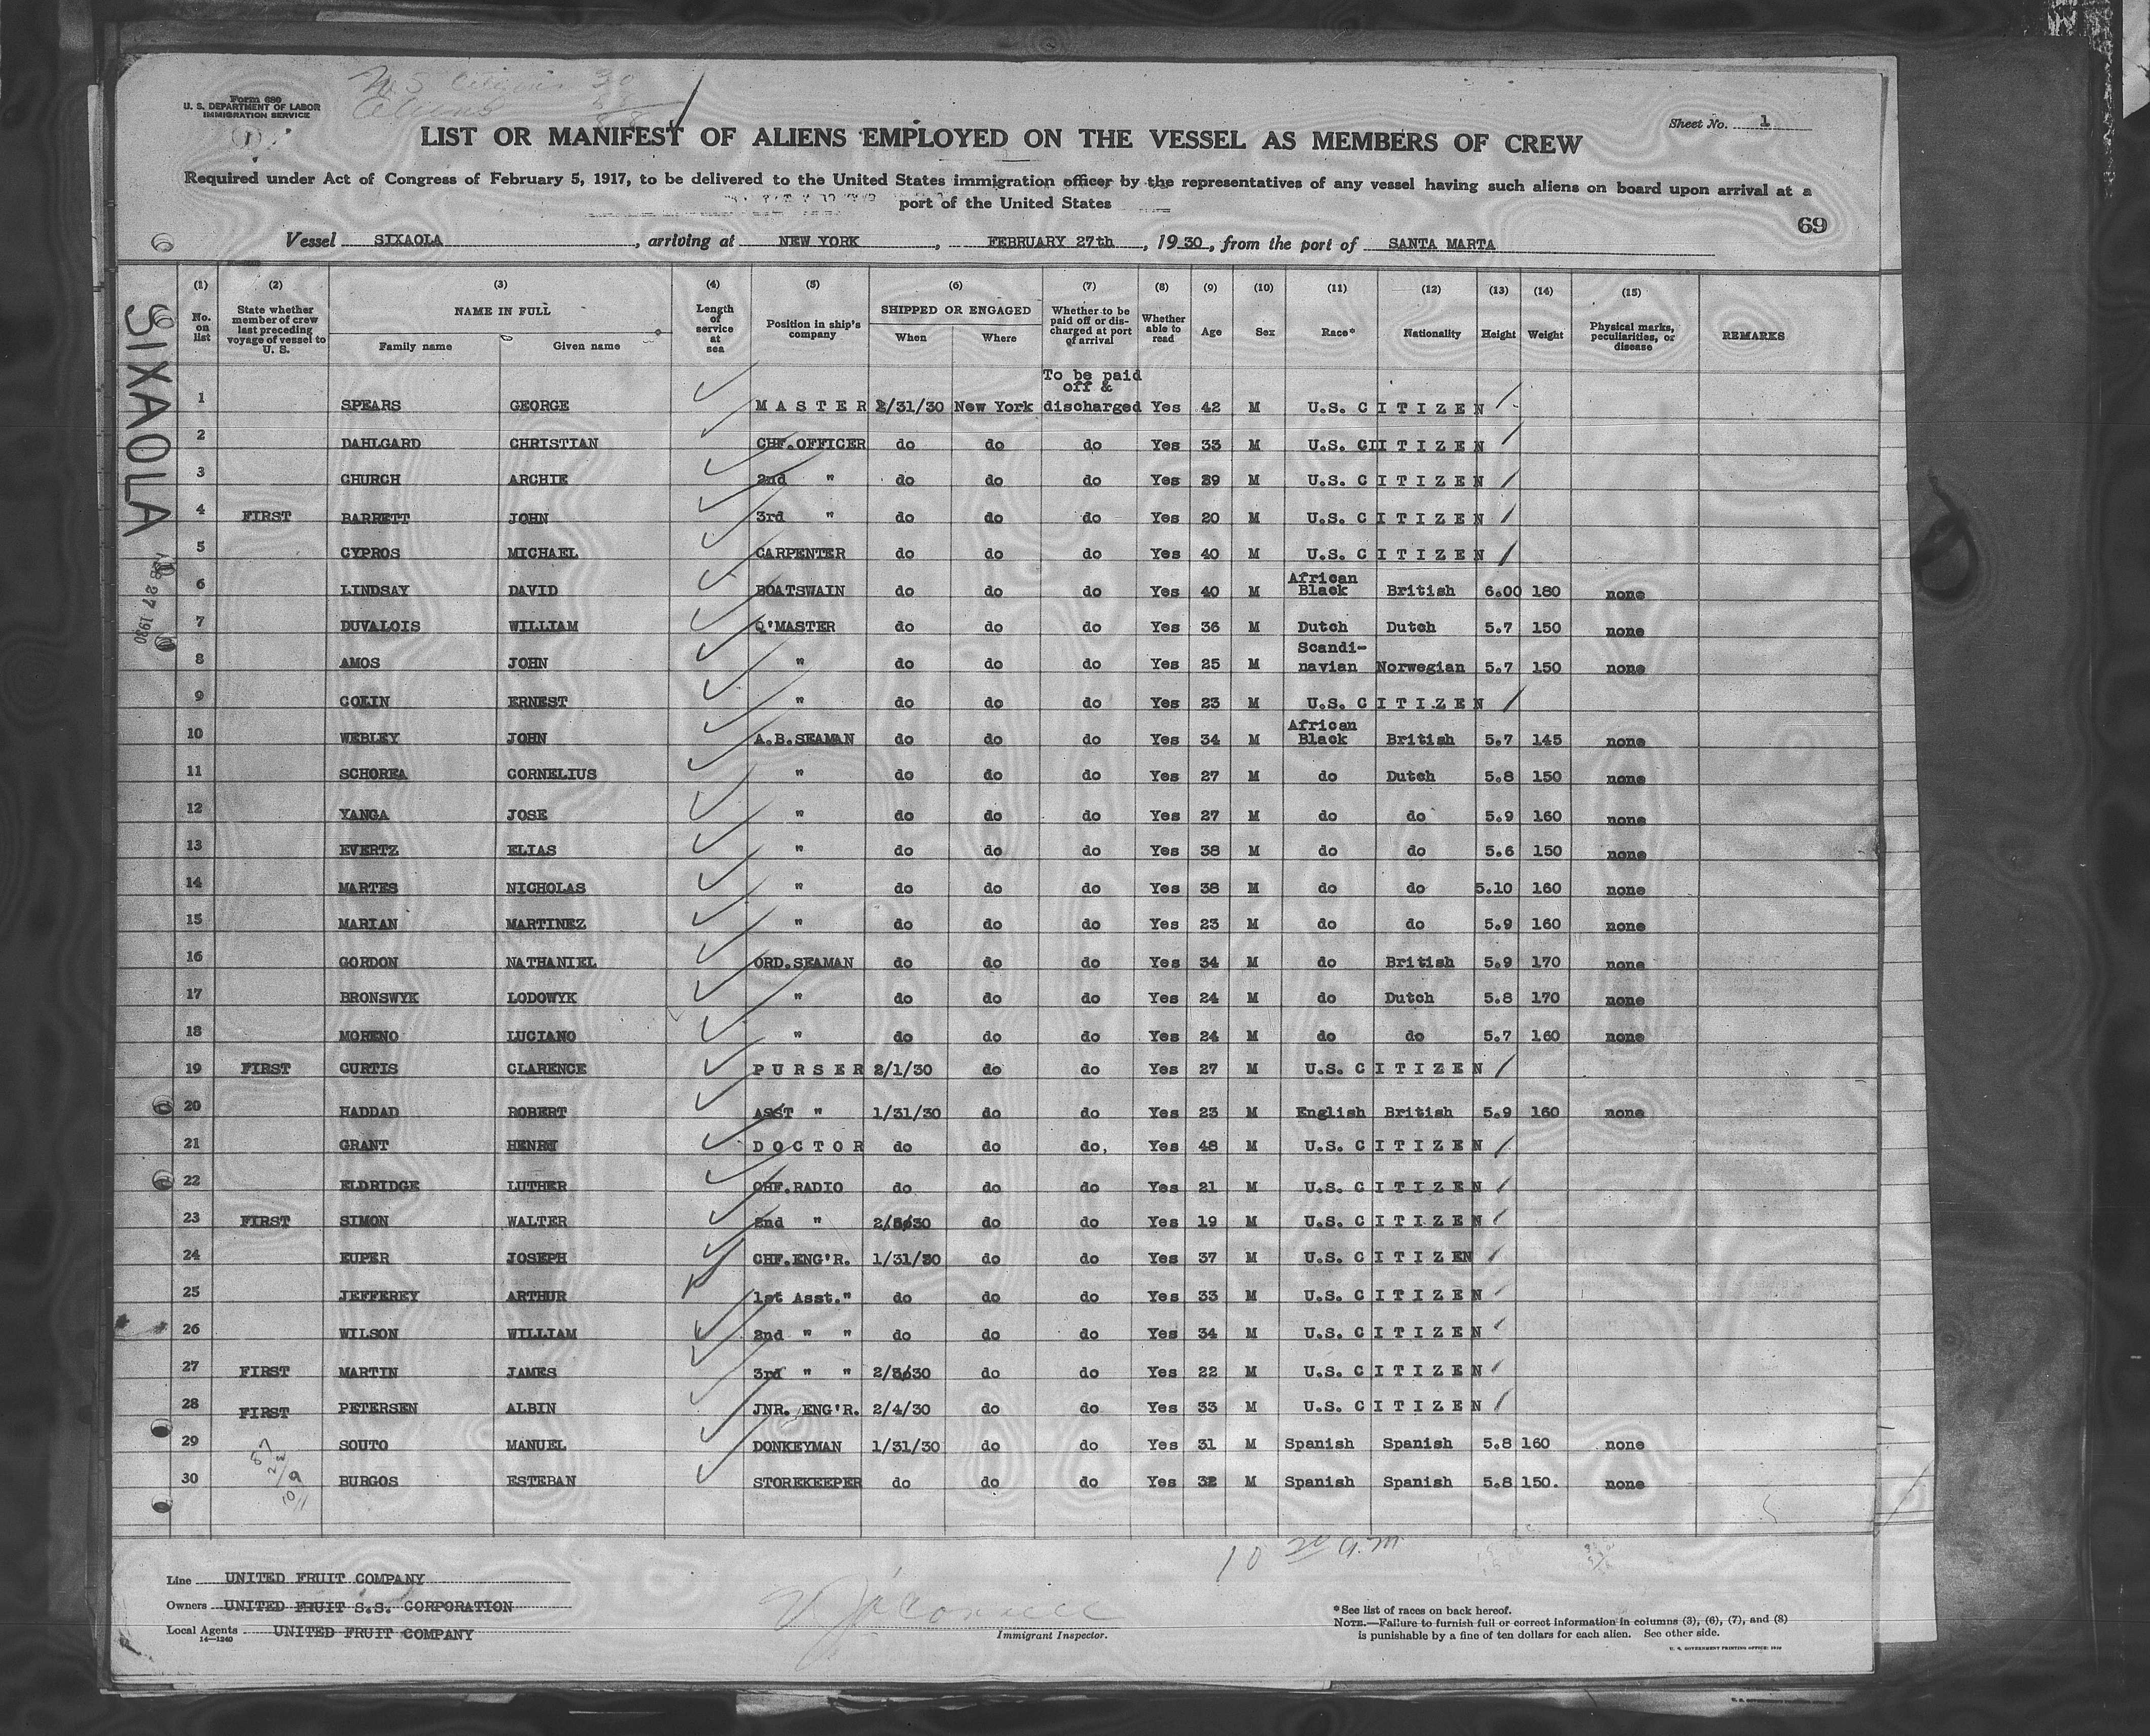 Form 680
U. S. DEPARTMENT OF LABOR
IMMIGRATION SERVICE
Sheet No. 1
LIST OR MANIFEST OF ALIENS EMPLOYED ON THE VESSEL AS MEMBERS OF CREW
Required under Act of Congress of February 5, 1917, to be delivered to the United States immigration officer by the representatives of any vessel having such aliens on board upon arrival at a
port of the United States
69
Vessel SIXAOLA, arriving at NEW YORK, FEBRUARY 27th, 1930, from the port of SANTA MARTA
SIXAOLA
(1) No. on list (2) State whether member of crew last preceding voyage of vessel to U. S. (3) NAME IN FULL Family name Given name (4) Length of service at sea (5) Position in ship's company (6) SHIPPED OR ENGAGED When Where (7) Whether to be paid off or discharged at port of arrival (8) Whether able to read (9) Age (10) Sex (11) Race* (12) Nationality (13) Height (14) Weight (15) Physical marks, peculiarities, or disease REMARKS
To be paid off &
1 SPEARS GEORGE MASTER /31/30 New York discharged Yes 42 M U.S. CITIZEN
2 DAHLGARD CHRISTIAN CHF.OFFICER do do do Yes 33 M U.S. CIITIZEN
3 CHURCH ARCHIE 2nd " do do do Yes 39 M U.S. CITIZEN
4 FIRST BARRETT JOHN 3rd " do do do Yes 20 M U.S. CITIZEN
5 CYPROS MICHAEL CARPENTER do do do Yes 40 M U.S. CITIZEN
6 LINDSAY DAVID BOATSWAIN do do do Yes 40 M African Black British 6.00 180 none
7 DUVALOIS WILLIAM Q'MASTER do do do Yes 36 M Dutch Dutch 5.7 150 none
8 AMOS JOHN " do do do Yes 25 M Scandi-navian Norwegian 5.7 150 none
9 COLIN ERNEST " do do do Yes 23 M U.S. CITIZEN
10 WEBLEY JOHN A.B.SEAMAN do do do Yes 34 M African Black British 5.7 145 none
11 SCHOREA CORNELIUS " do do do Yes 27 M do Dutch 5.8 150 none
12 YANGA JOSE " do do do Yes 27 M do do 5.9 160 none
13 EVERTZ ELIAS " do do do Yes 38 M do do 5.6 150 none
14 MARTES NICHOLAS " do do do Yes 38 M do do 5.10 160 none
15 MARIAN MARTINEZ " do do do Yes 23 M do do 5.9 160 none
16 GORDON NATHANIEL ORD.SEAMAN do do do Yes 34 M do British 5.9 170 none
17 BRONSWYK LODOWYK " do do do Yes 24 M do Dutch 5.8 170 none
18 MORENO LUCIANO " do do do Yes 24 M do do 5.7 160 none
19 FIRST CURTIS CLARENCE PURSER 2/1/30 do do Yes 27 M U.S. CITIZEN
20 HADDAD ROBERT ASST " 1/31/30 do do Yes 23 M English British 5.9 160 none
21 GRANT HENRY DOCTOR do do do, Yes 48 M U.S. CITIZEN
22 ELDRIDGE LUTHER CHF.RADIO do do do Yes 21 M U.S. CITIZEN
23 FIRST SIMON WALTER 2nd " do do Yes 19 M U.S. CITIZEN
24 EUPER JOSEPH CHF.ENG'R. 1/31/30 do do Yes 37 M U.S. CITIZEN
25 JEFFEREY ARTHUR 1st Asst." do do do Yes 33 M U.S. CITIZEN
26 WILSON WILLIAM 2nd " " do do do Yes 34 M U.S. CITIZEN
27 FIRST MARTIN JAMES 3rd " " do do Yes 22 M U.S. CITIZEN
28 FIRST PETERSEN ALBIN JNR. ENG'R. 2/4/30 do do Yes 33 M U.S. CITIZEN
29 SOUTO MANUEL DONKEYMAN 1/31/30 do do Yes 31 M Spanish Spanish 5.8 160 none
30 BURGOS ESTEBAN STOREKEEPER do do do Yes 32 M Spanish Spanish 5.8 150. none
Line UNITED FRUIT COMPANY
Owners UNITED FRUIT S.S. CORPORATION
Local Agents UNITED FRUIT COMPANY
14—1240
Immigrant Inspector.
*See list of races on back hereof.
NOTE.—Failure to furnish full or correct information in columns (3), (6), (7), and (8)
is punishable by a fine of ten dollars for each alien. See other side.